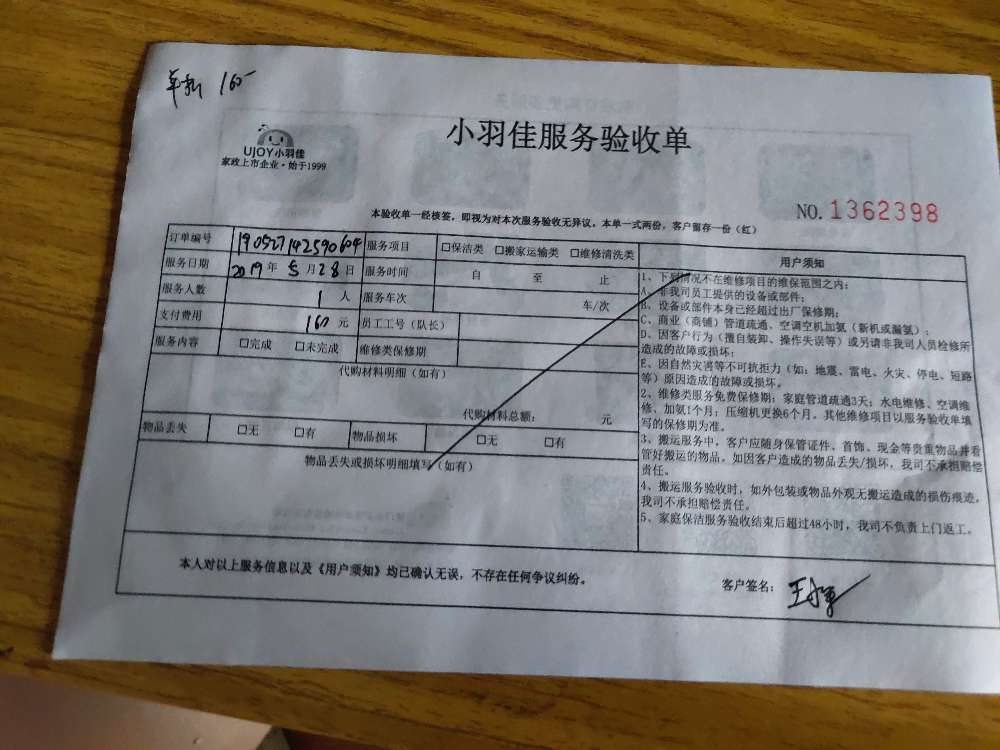 160
小羽佳服务验收单
UJOY小羽佳
家政上市企业·始于1999
NO. 1362398
本验收单一经核签，即视为对本次服务验收无异议。本单一式两份，客户留存一份（红）
订单编号 190527142590604 服务项目 □保洁类 □搬家运输类 □维修清洗类
服务日期 2019 年 5 月 28 日 服务时间 自 至 止
服务人数 1 人 服务车次 车/次
支付费用 160 元 员工工号（队长）
服务内容 □完成 □未完成 维修类保修期
代购材料明细（如有）
代购材料总额： 元
物品丢失 □无 □有 物品损坏 □无 □有
物品丢失或损坏明细填写（如有）
用户须知
1、下列情况不在维修项目的维保范围之内：
A、非我司员工提供的设备或部件；
B、设备或部件本身已经超过出厂保修期；
C、商业（商铺）管道疏通、空调空机加氨（新机或漏氨）；
D、因客户行为（擅自装卸、操作失误等）或另请非我司人员检修所
造成的故障或损坏；
E、因自然灾害等不可抗拒力（如：地震、雷电、火灾、停电、短路
等）原因造成的故障或损坏。
2、维修类服务免费保修期：家庭管道疏通3天；水电维修、空调维
修、加氨1个月；压缩机更换6个月。其他维修项目以服务验收单填
写的保修期为准。
3、搬运服务中，客户应随身保管证件、首饰、现金等贵重物品并看
管好搬运的物品，如因客户造成的物品丢失/损坏，我司不承担赔偿
责任。
4、搬运服务验收时，如外包装或物品外观无搬运造成的损伤痕迹，
我司不承担赔偿责任。
5、家庭保洁服务验收结束后超过48小时，我司不负责上门返工。
本人对以上服务信息以及《用户须知》均已确认无误，不存在任何争议纠纷。
客户签名：